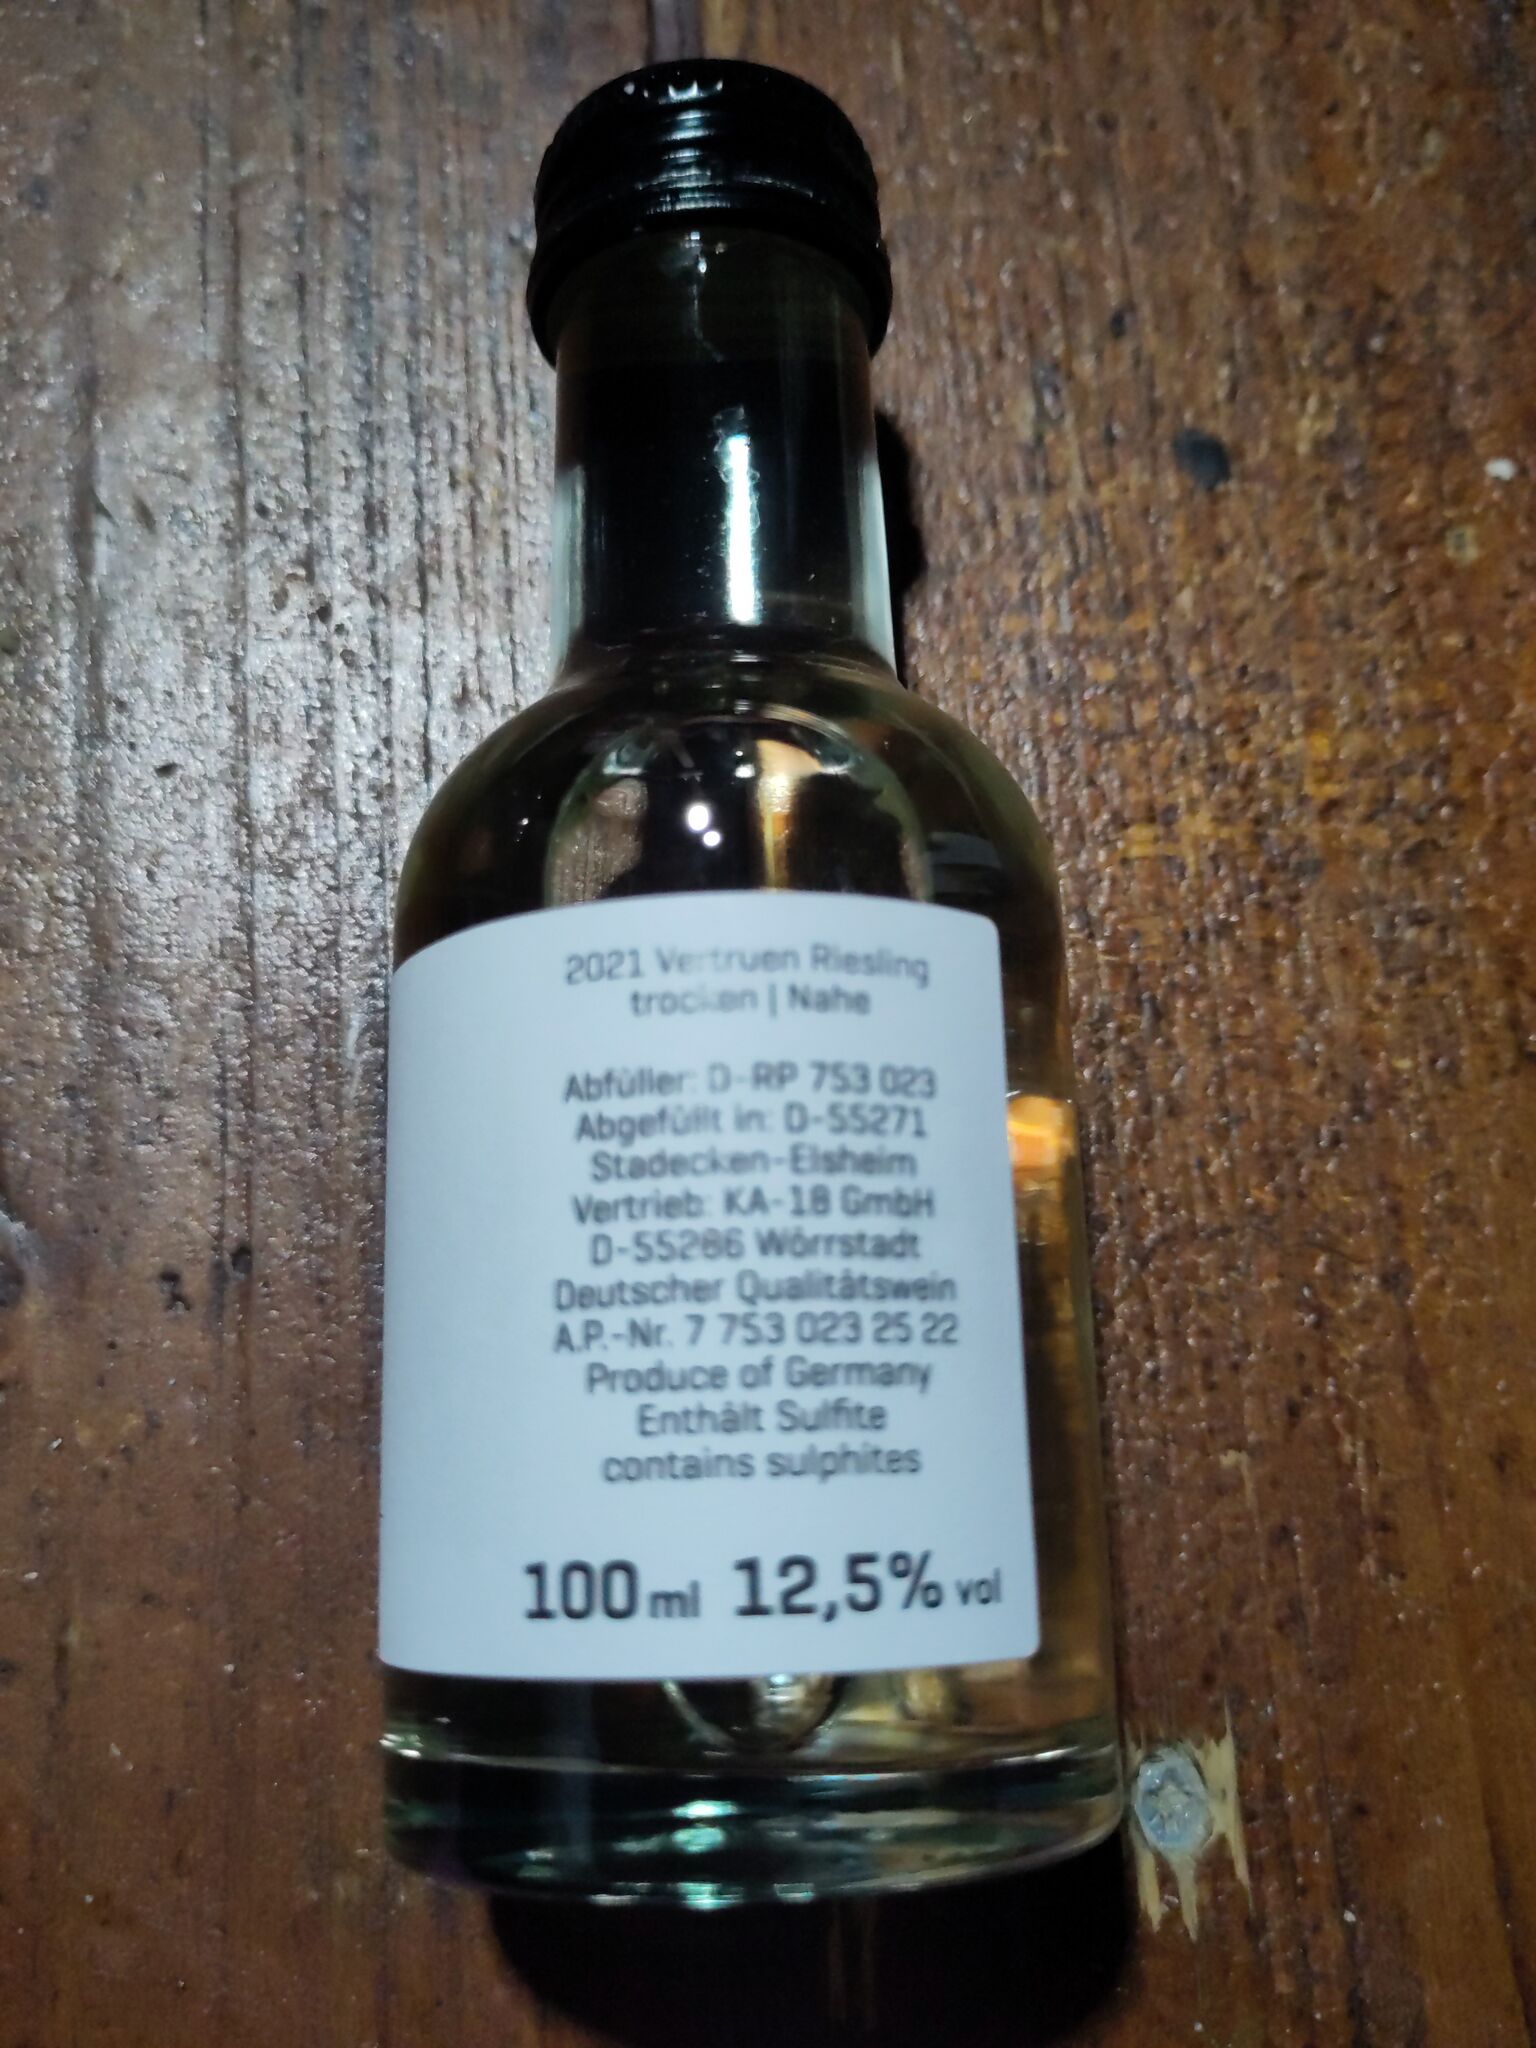 2021 Vertruen Riesling
trocken | Nahe
Abfüller: D-RP 753 023
Abgefüllt in: D-55271
Stadecken-Elsheim
Vertrieb: KA-18 GmbH
D-55286 Wörrstadt
Deutscher Qualitätswein
A.P.-Nr. 7 753 023 25 22
Produce of Germany
Enthält Sulfite
contains sulphites
100 ml 12,5% vol